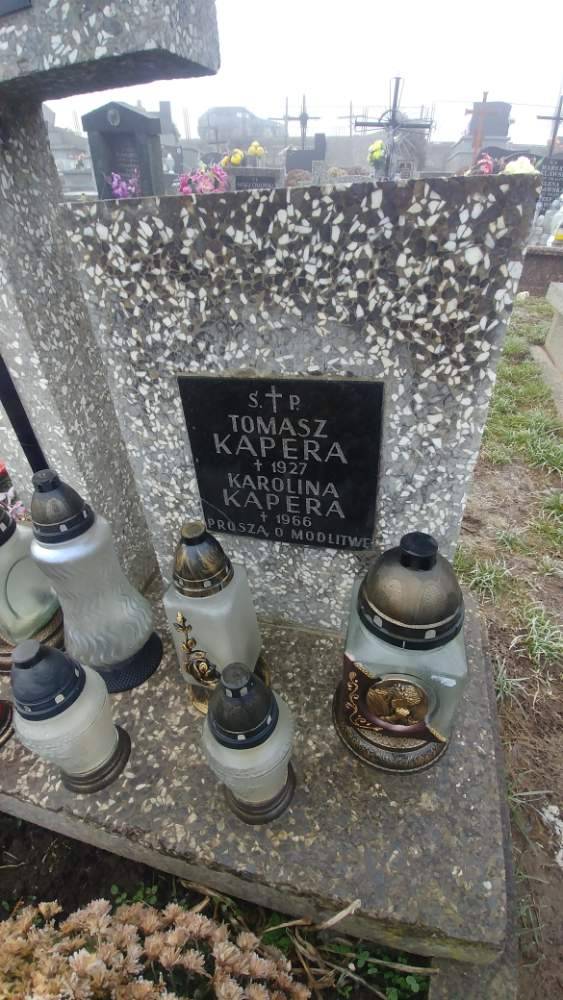 Ś. † P.
TOMASZ
KAPERA
† 1927
KAROLINA
KAPERA
† 1966
PROSZĄ O MODLITWĘ